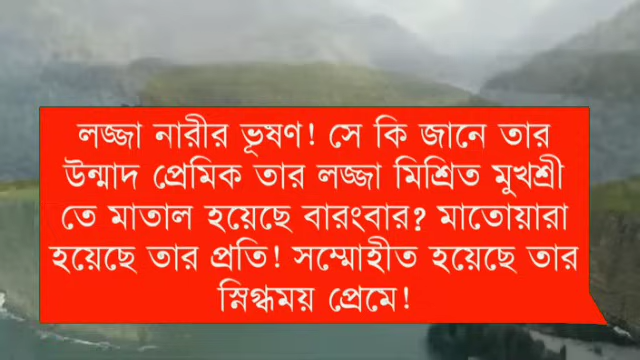 লজ্জা নারীর ভূষণ! সে কি জানে তার
উন্মাদ প্রেমিক তার লজ্জা মিশ্রিত মুখশ্রী
তে মাতাল হয়েছে বারংবার? মাতোয়ারা
হয়েছে তার প্রতি! সম্মোহীত হয়েছে তার
স্নিগ্ধময় প্রেমে!